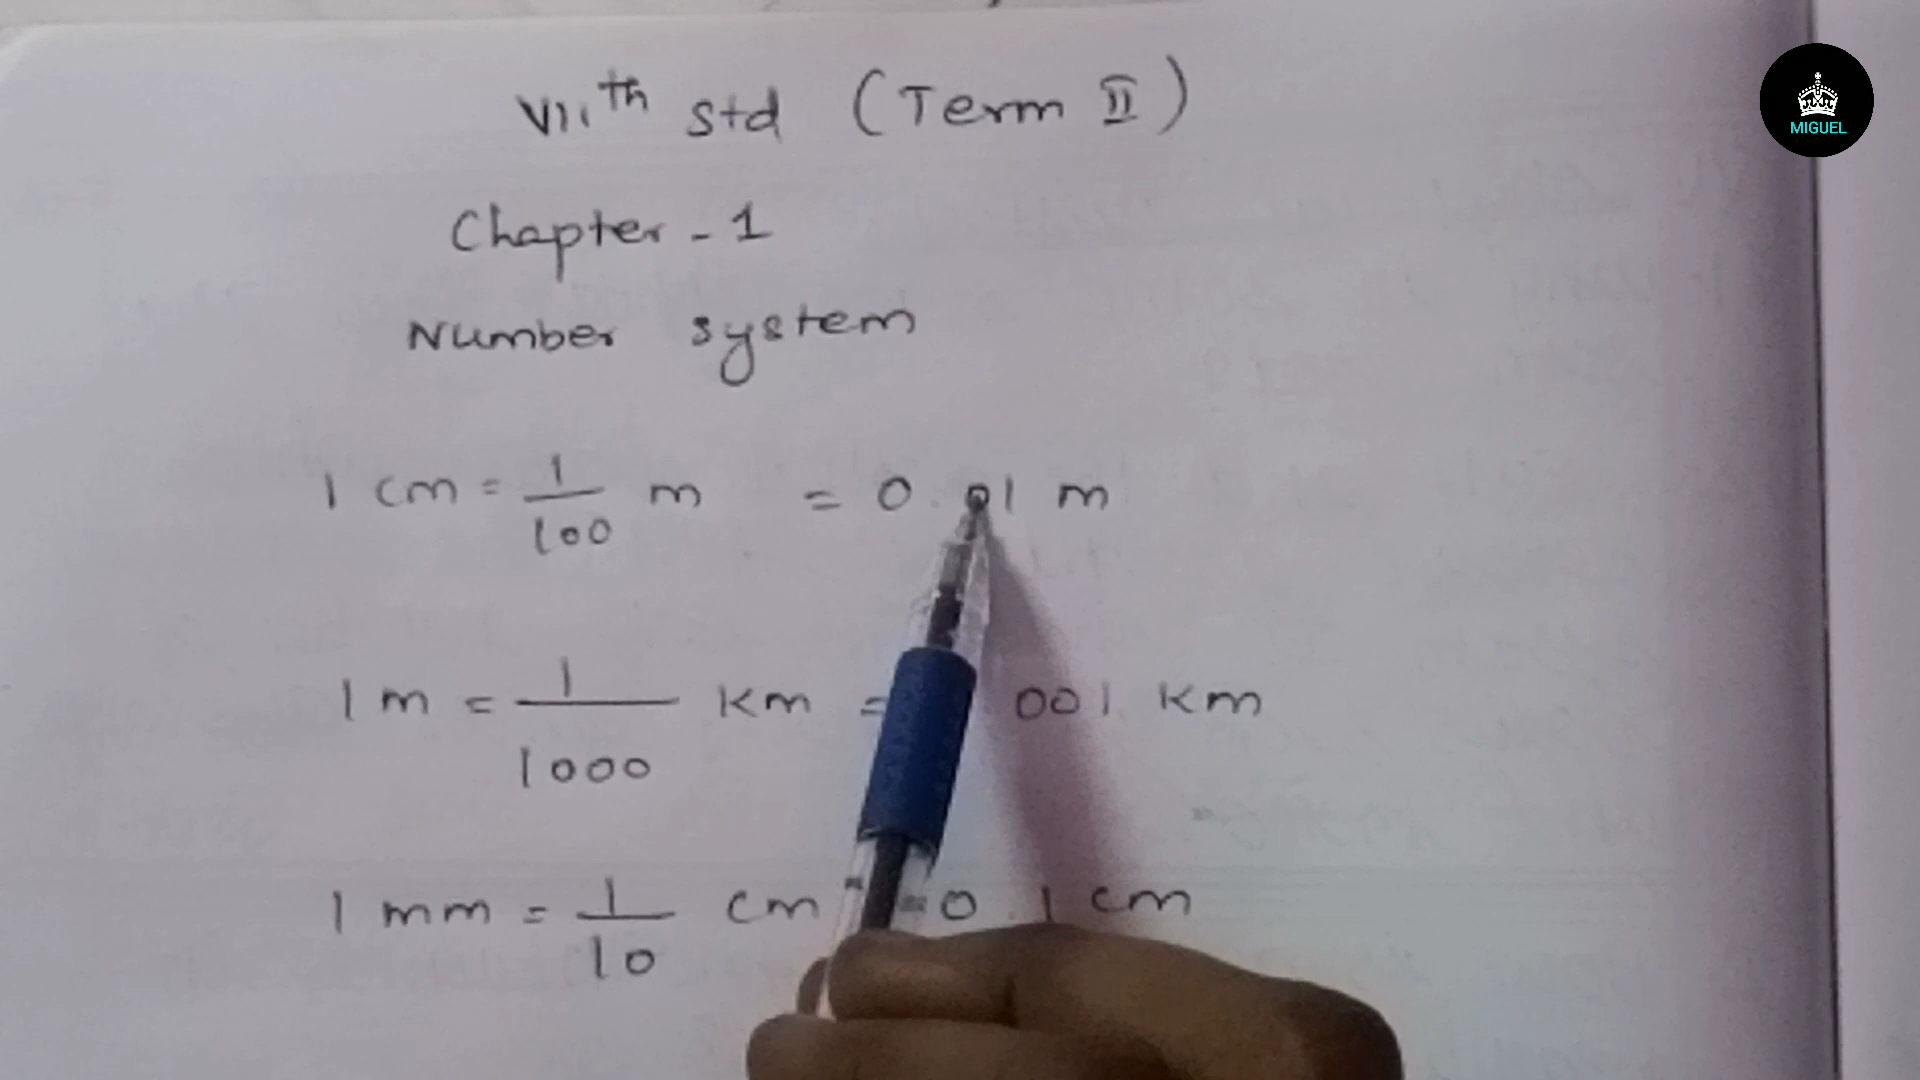 VIIth std (Term II)
Chapter - 1
Number system
1 cm = 1/100 m = 0.01 m
1 m = 1/1000 km = 001 km
1 mm = 1/10 cm = 0.1 cm
MIGUEL